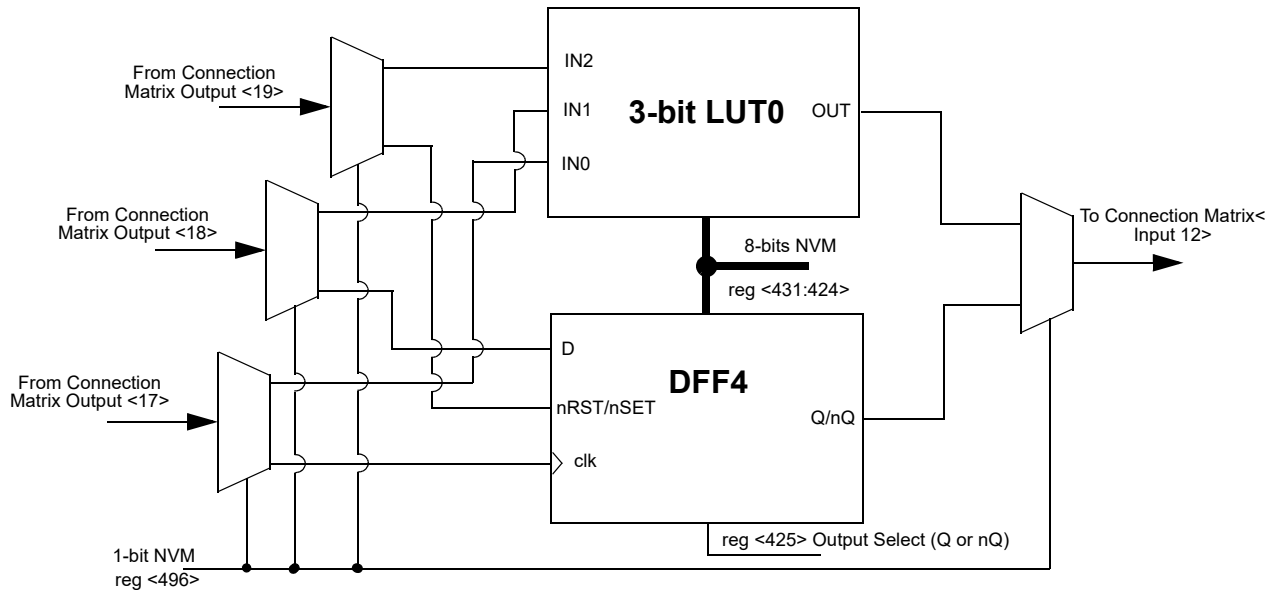 From Connection
Matrix Output <19>
IN2
IN1
IN0
3-bit LUT0
OUT
From Connection
Matrix Output <18>
To Connection Matrix<
Input 12>
8-bits NVM
reg <431:424>
From Connection
Matrix Output <17>
D
DFF4
nRST/nSET
Q/nQ
clk
reg <425> Output Select (Q or nQ)
1-bit NVM
reg <496>